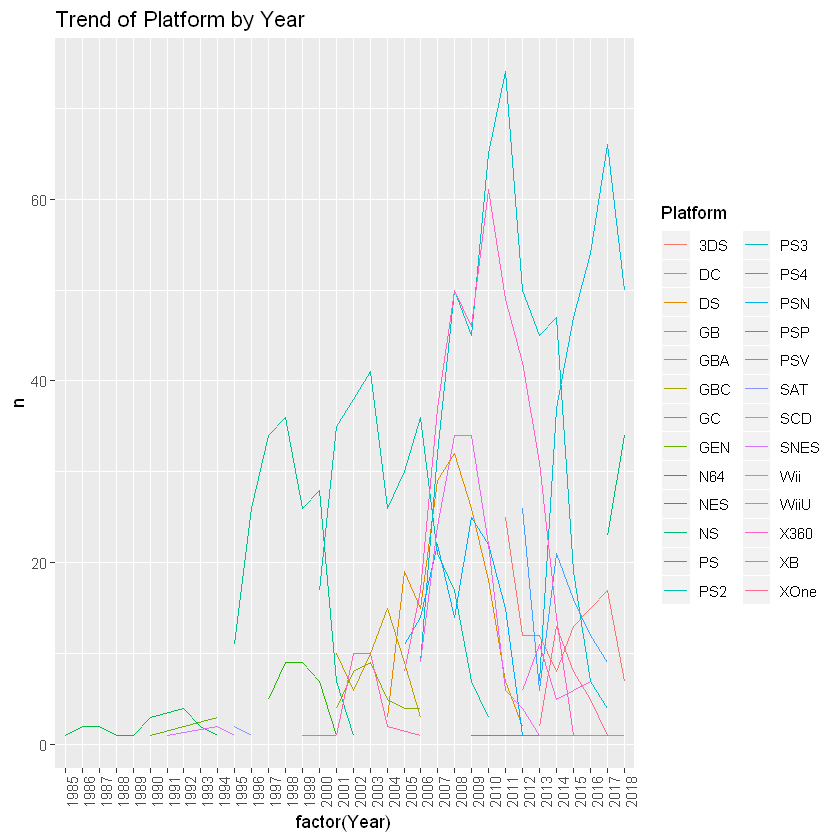 Trend of Platform by Year
n
60
40
20
0
1985
1986
1987
1988
1989
1990
1991
1992
1993
1994
1995
1996
1997
1998
1999
2000
2001
2002
2003
2004
2005
2006
2007
2008
2009
2010
2011
2012
2013
2014
2015
2016
2017
2018
factor(Year)
Platform
3DS
DC
DS
GB
GBA
GBC
GC
GEN
N64
NES
NS
PS
PS2
PS3
PS4
PSN
PSP
PSV
SAT
SCD
SNES
Wii
WiiU
X360
XB
XOne